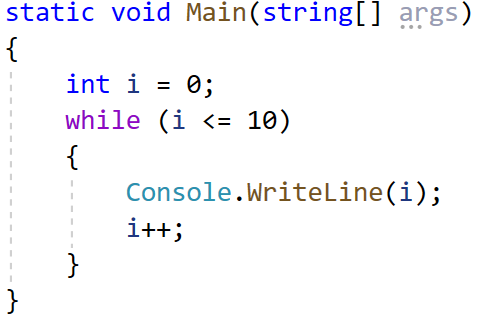 static void Main(string[] args)
{
    int i = 0;
    while (i <= 10)
    {
        Console.WriteLine(i);
        i++;
    }
}